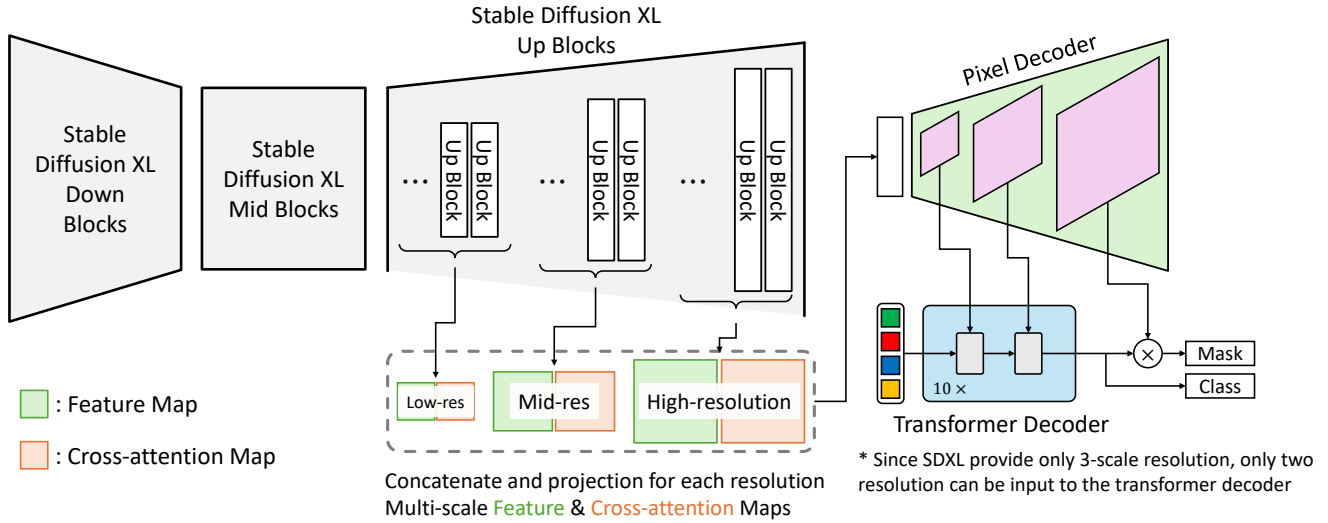 Stable Diffusion XL
Up Blocks
Stable
Diffusion XL
Down
Blocks
Stable
Diffusion XL
Mid Blocks
...
Up Block
Up Block
...
Up Block
Up Block
...
Up Block
Up Block
Pixel Decoder
Low-res
Mid-res
High-resolution
: Feature Map
: Cross-attention Map
Concatenate and projection for each resolution
Multi-scale Feature & Cross-attention Maps
10 ×
×
Mask
Class
Transformer Decoder
* Since SDXL provide only 3-scale resolution, only two
resolution can be input to the transformer decoder